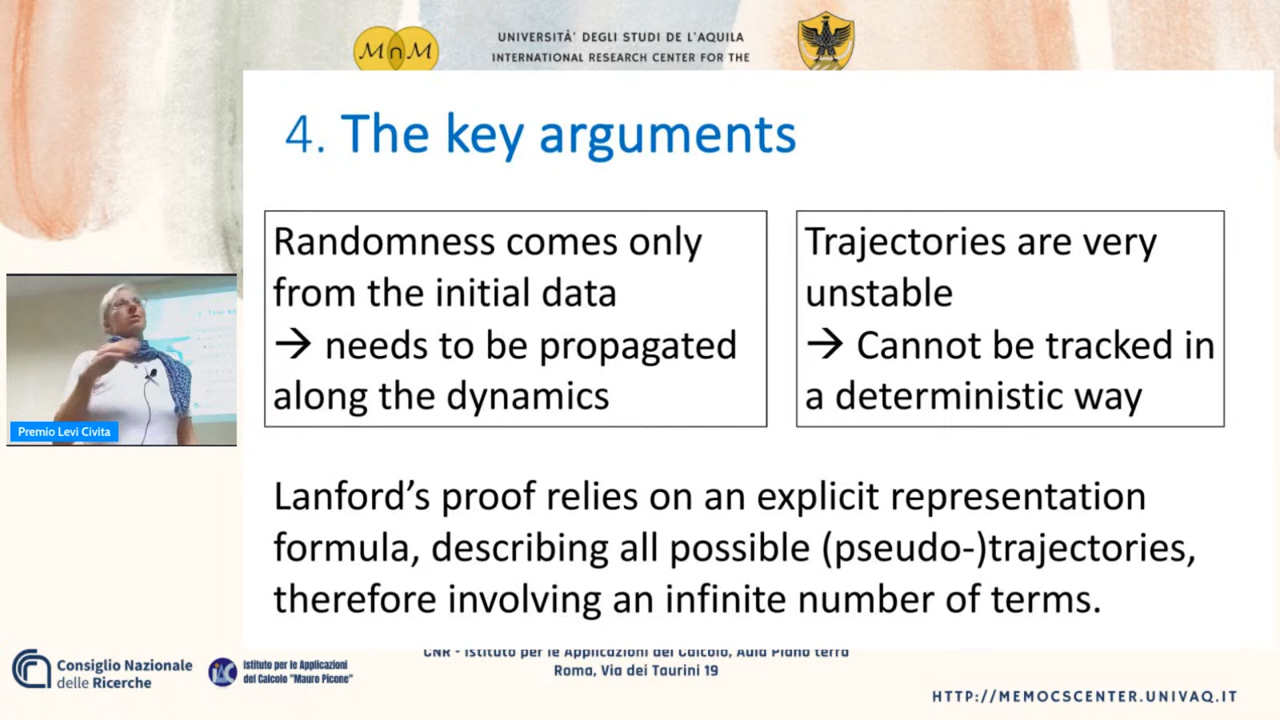 MnM
UNIVERSITÀ' DEGLI STUDI DE L'AQUILA
INTERNATIONAL RESEARCH CENTER FOR THE
4. The key arguments
Randomness comes only
from the initial data
→ needs to be propagated
along the dynamics
Trajectories are very
unstable
→ Cannot be tracked in
a deterministic way
Lanford's proof relies on an explicit representation
formula, describing all possible (pseudo-)trajectories,
therefore involving an infinite number of terms.
Premio Levi Civita
Consiglio Nazionale
delle Ricerche
IAC
Istituto per le Applicazioni
del Calcolo "Mauro Picone"
CNR - Istituto per le Applicazioni del Calcolo, Aula Piano terra
Roma, Via dei Taurini 19
HTTP://MEMOCSCENTER.UNIVAQ.IT